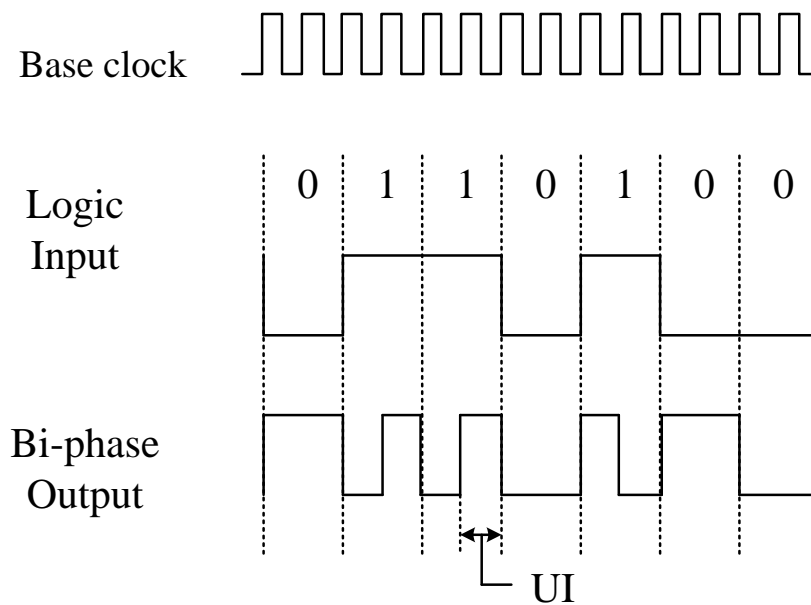 Base clock
0 1 1 0 1 0 0
Logic
Input
Bi-phase
Output
UI